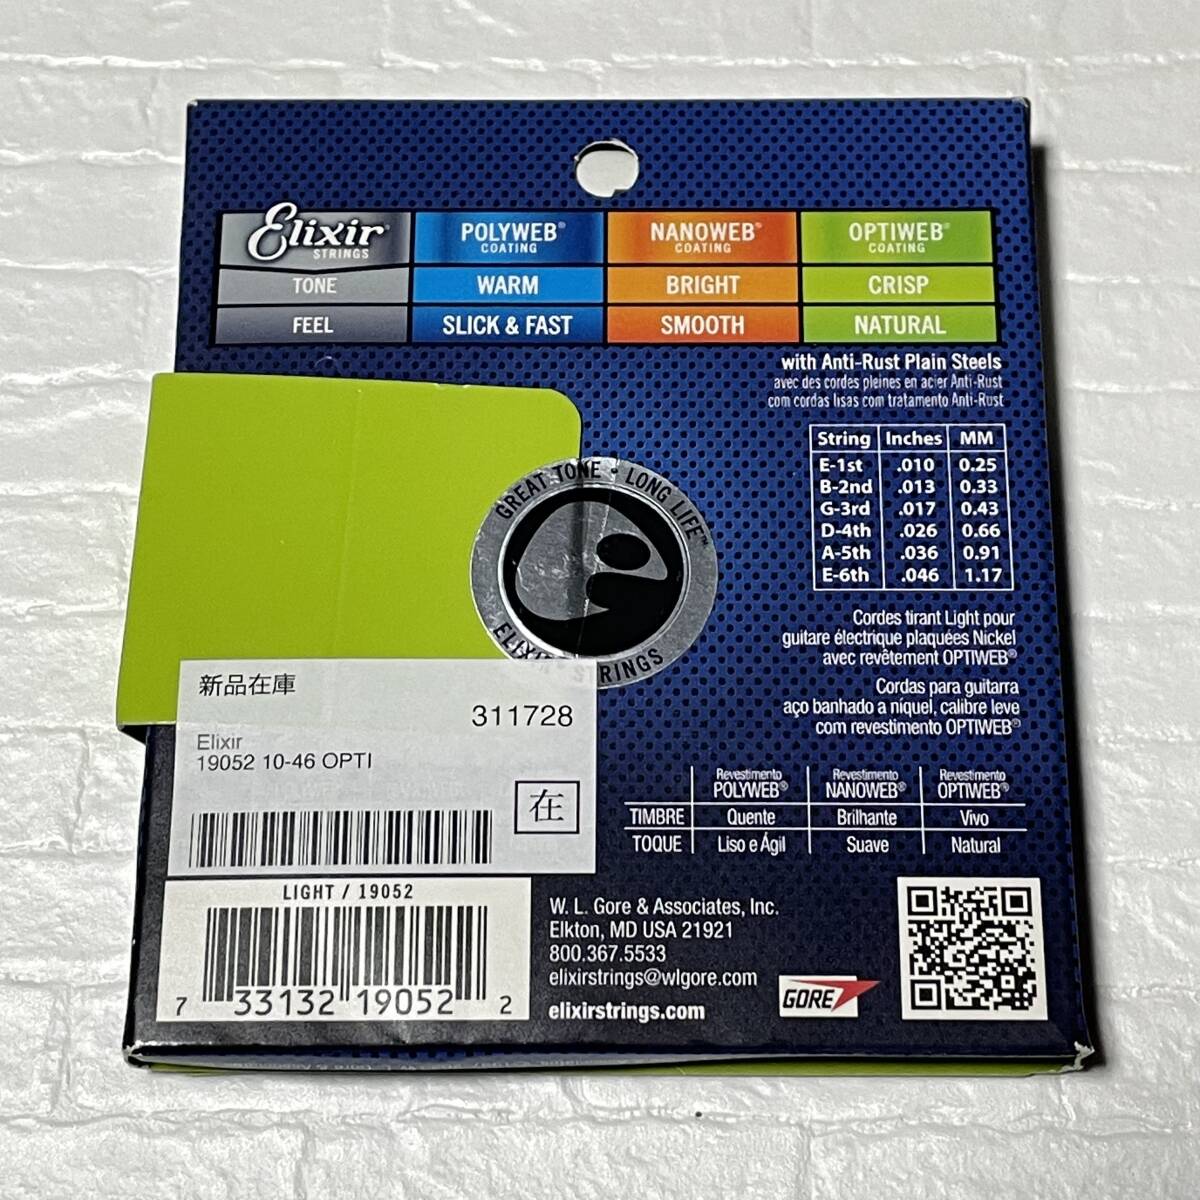 Elixir® POLYWEB® NANOWEB® OPTIWEB®
STRINGS COATING COATING COATING
TONE WARM BRIGHT CRISP
FEEL SLICK & FAST SMOOTH NATURAL
with Anti-Rust Plain Steels
avec des cordes pleines en acier Anti-Rust
com cordas lisas com tratamento Anti-Rust
String Inches MM
E-1st .010 0.25
B-2nd .013 0.33
G-3rd .017 0.43
D-4th .026 0.66
A-5th .036 0.91
E-6th .046 1.17
GREAT TONE • LONG LIFE™
ELIXIR STRINGS
Cordes tirant Light pour
guitare électrique plaquées Nickel
avec revêtement OPTIWEB®
Cordas para guitarra
aço banhado a níquel, calibre leve
com revestimento OPTIWEB®
新品在庫
311728
Elixir
19052 10-46 OPTI
在
Revestimento Revestimento Revestimento
POLYWEB® NANOWEB® OPTIWEB®
TIMBRE Quente Brilhante Vivo
TOQUE Liso e Ágil Suave Natural
LIGHT / 19052
7 33132 19052 2
W. L. Gore & Associates, Inc.
Elkton, MD USA 21921
800.367.5533
elixirstrings@wlgore.com
elixirstrings.com
GORE